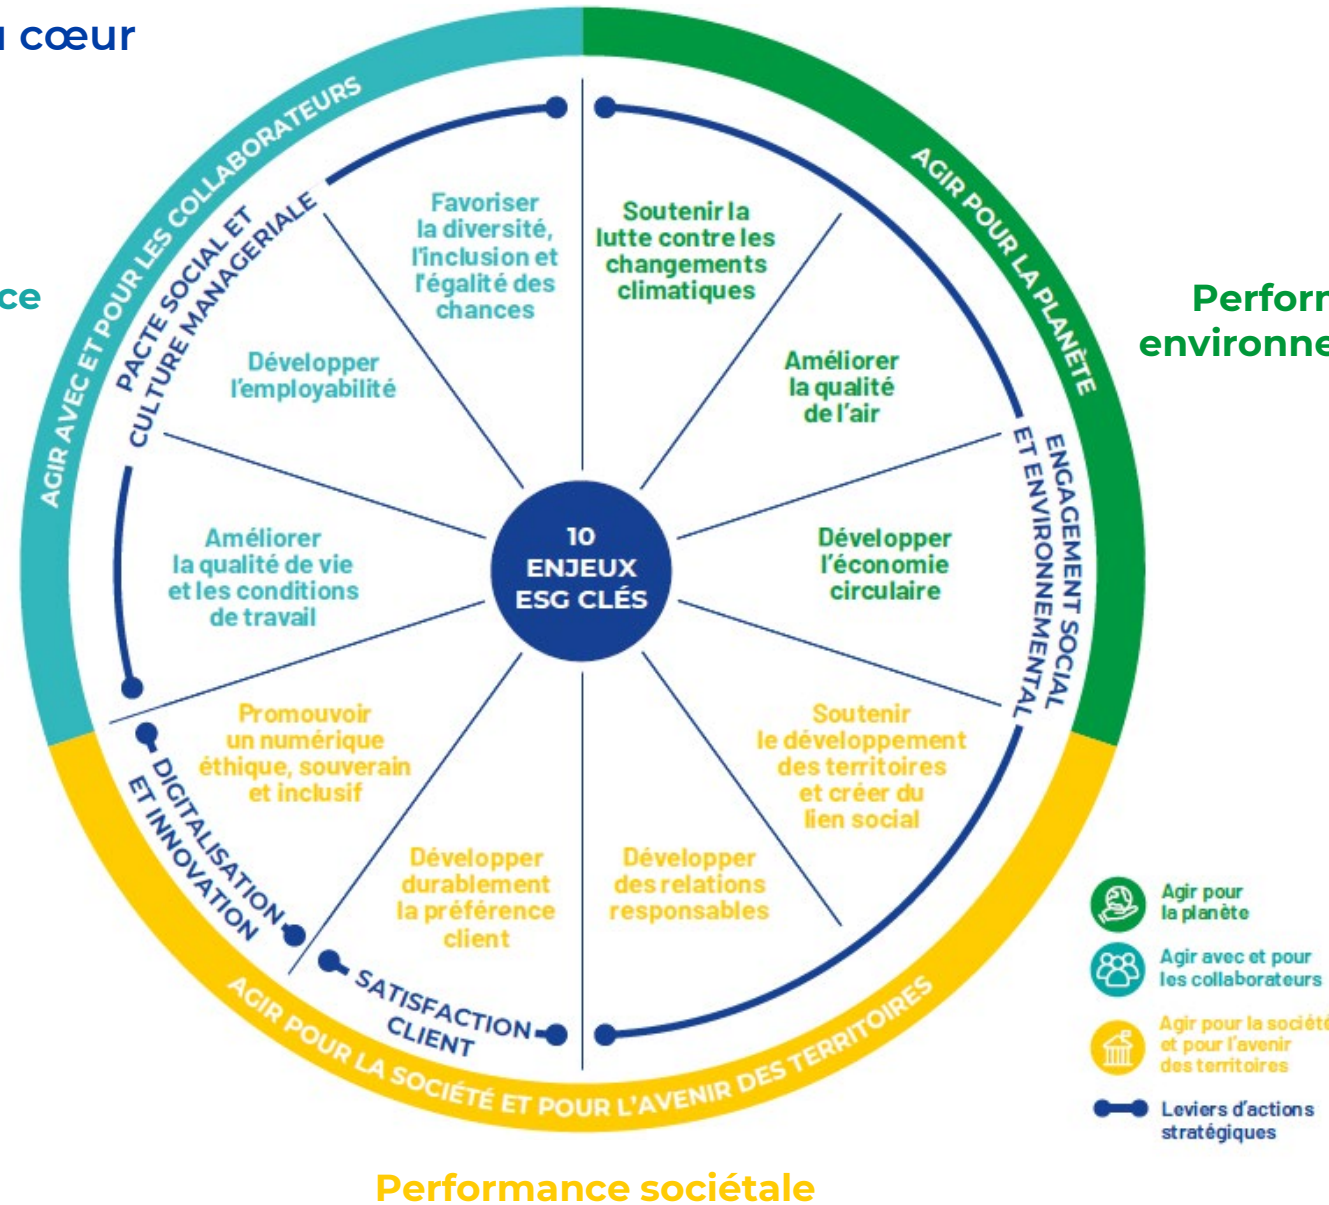 cœur
AGIR AVEC ET POUR LES COLLABORATEURS
AGIR POUR LA PLANÈTE
PACTE SOCIAL ET
CULTURE MANAGERIALE
Favoriser
la diversité,
l'inclusion et
l'égalité des
chances
Soutenir la
lutte contre les
changements
climatiques
ce
Perform
environne
Développer
l'employabilité
Améliorer
la qualité
de l'air
ENGAGEMENT SOCIAL
ET ENVIRONNEMENTAL
Améliorer
la qualité de vie
et les conditions
de travail
10
ENJEUX
ESG CLÉS
Développer
l'économie
circulaire
Promouvoir
un numérique
éthique, souverain
et inclusif
Soutenir
le développement
des territoires
et créer du
lien social
DIGITALISATION
ET INNOVATION
Développer
durablement
la préférence
client
Développer
des relations
responsables
SATISFACTION
CLIENT
AGIR POUR LA SOCIÉTÉ ET POUR L'AVENIR DES TERRITOIRES
Agir pour
la planète
Agir avec et pour
les collaborateurs
Agir pour la société
et pour l'avenir
des territoires
Leviers d'actions
stratégiques
Performance sociétale